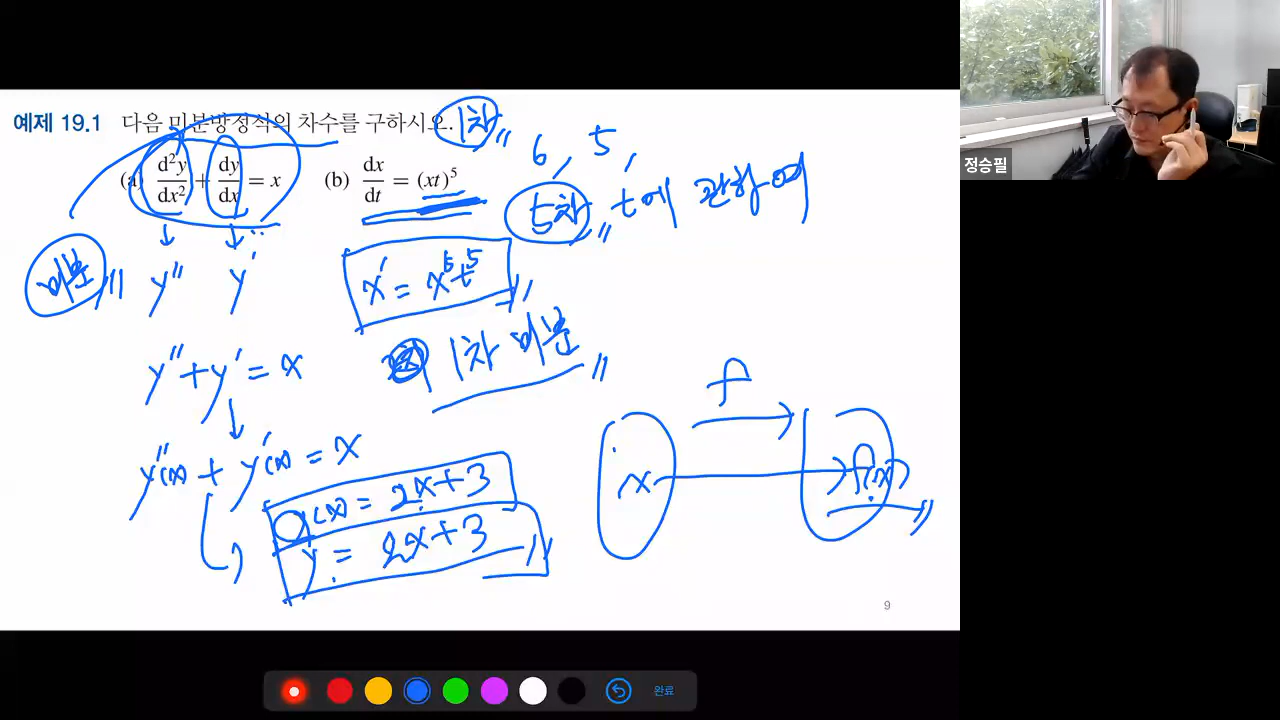 예제 19.1 다음 미분방정식의 차수를 구하시오.
1차
(a) d²y/dx² + dy/dx = x (b) dx/dt = (xt)⁵
6, 5,
5차, t에 관하여
미분
y'' y'
x' = x⁵t⁵
y'' + y' = x
1차 미분
f
y''(x) + y'(x) = x
x f(x)
(x) = 2x+3
y = 2x+3
9
완료
정승필